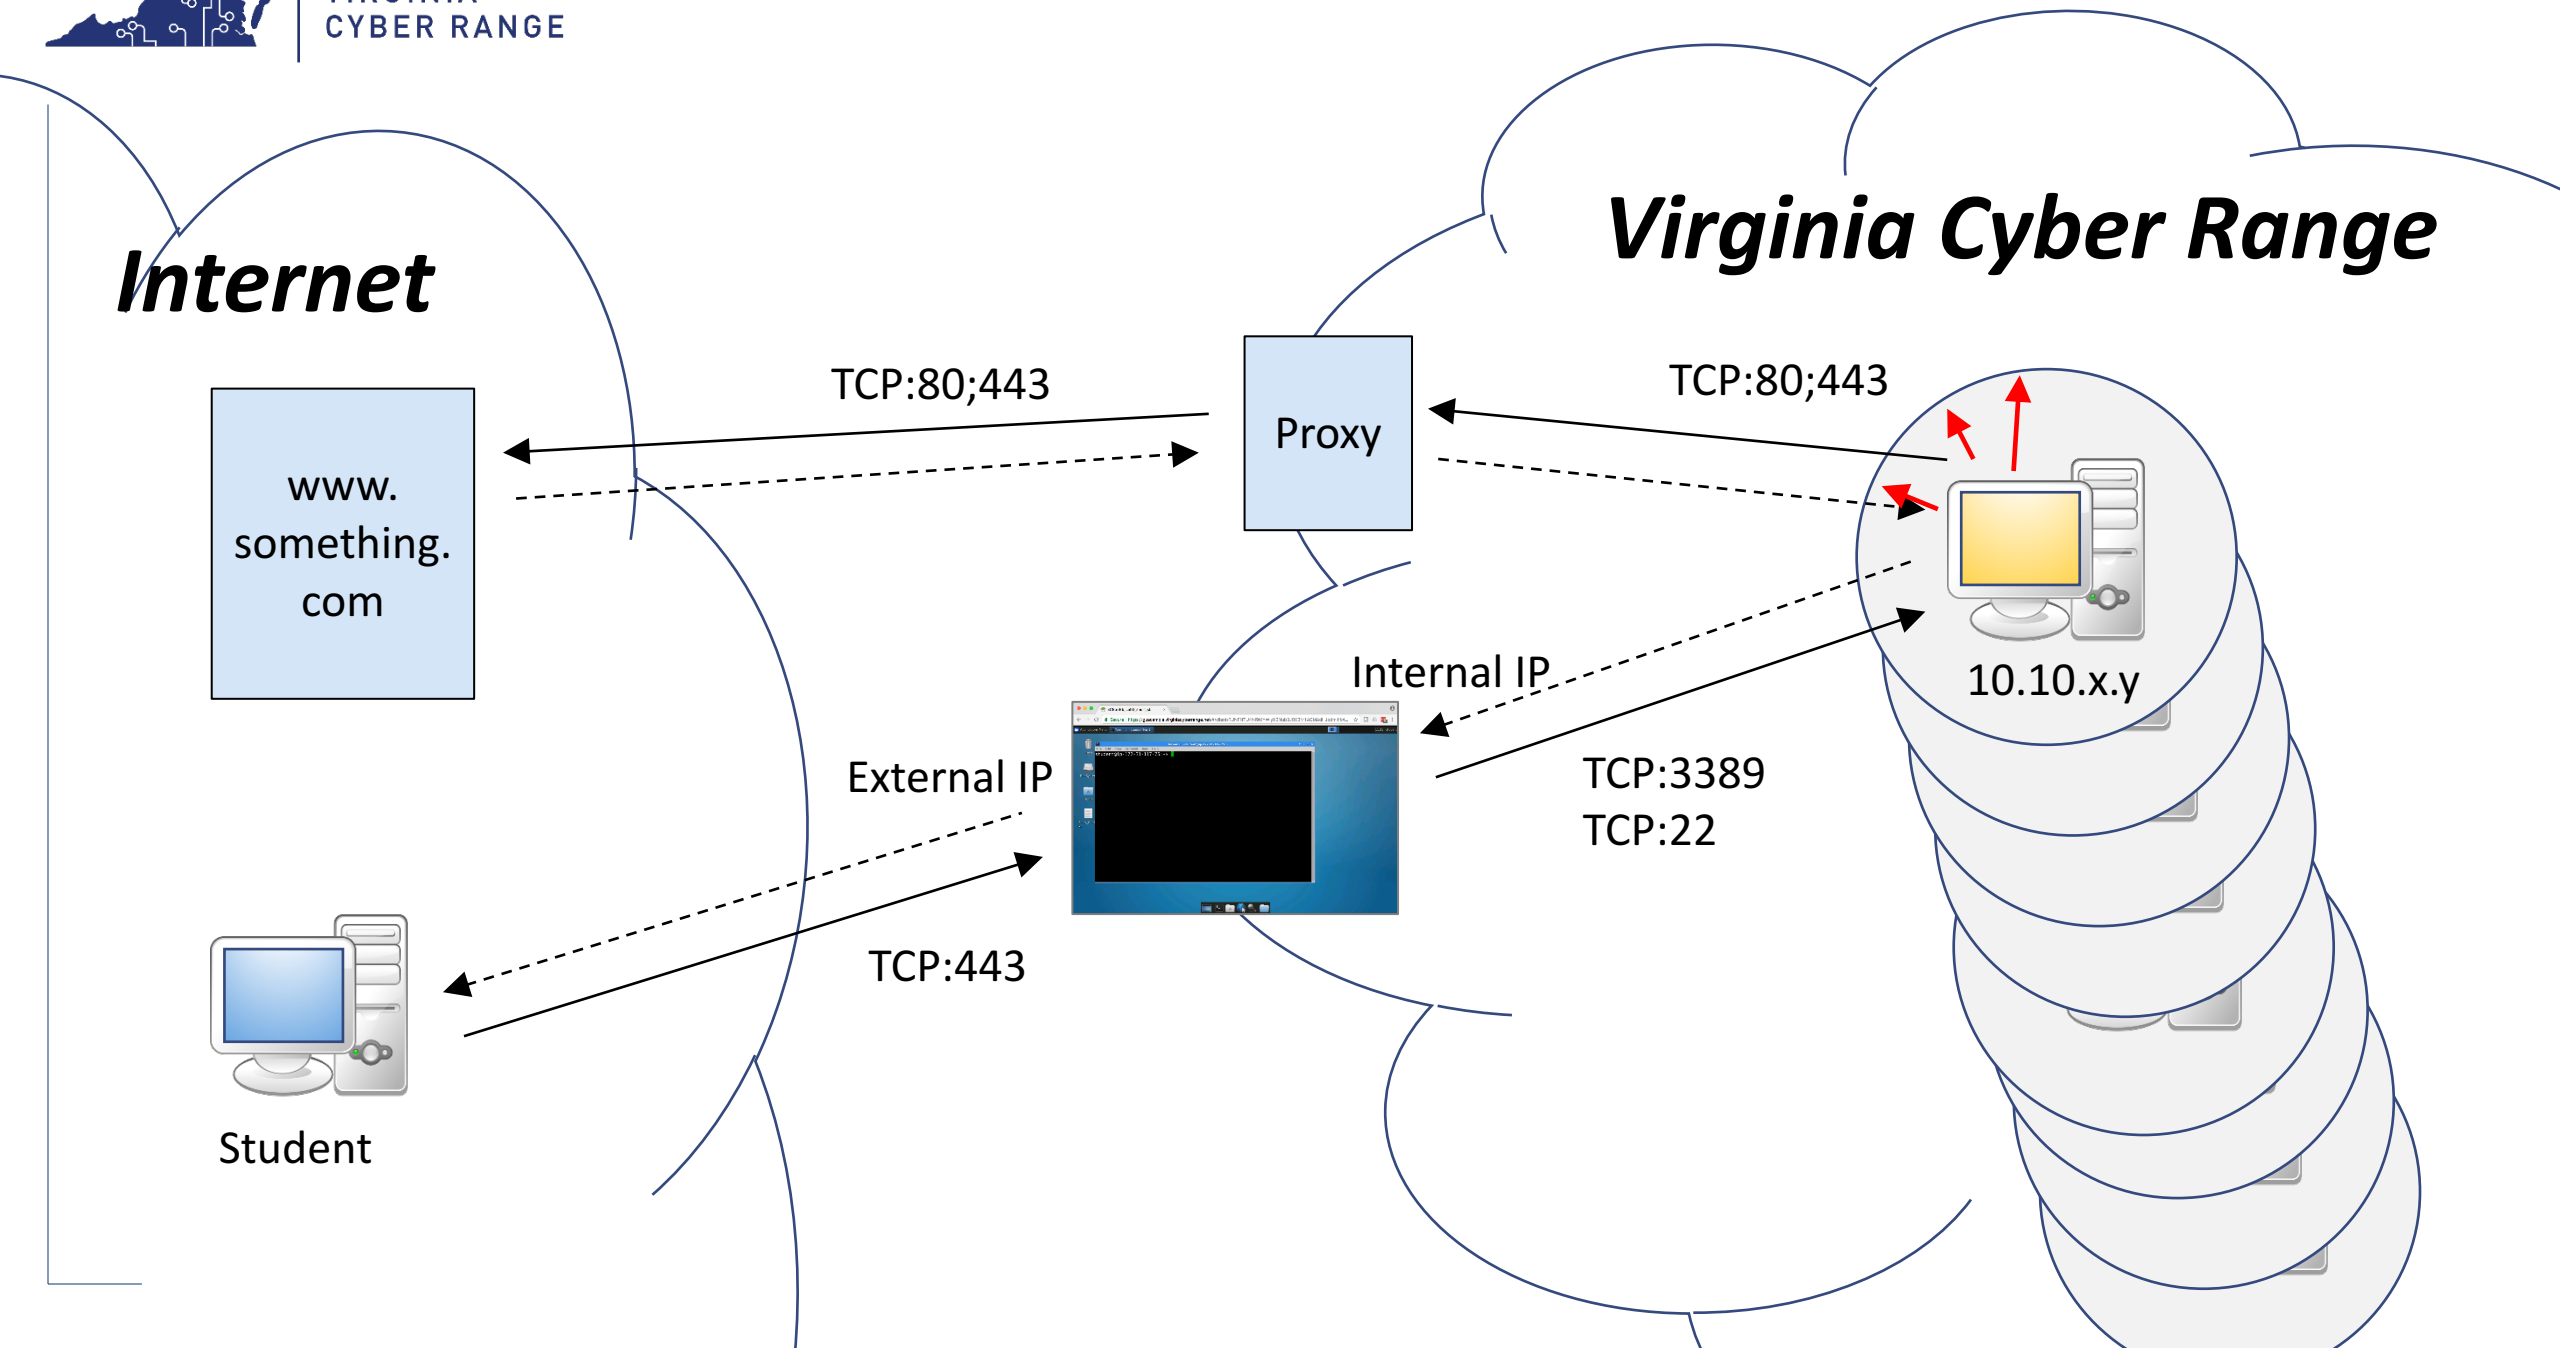 CYBER RANGE
Internet
Virginia Cyber Range
TCP:80;443
TCP:80;443
Proxy
www.
something.
com
10.10.x.y
Internal IP
External IP
TCP:3389
TCP:22
TCP:443
Student